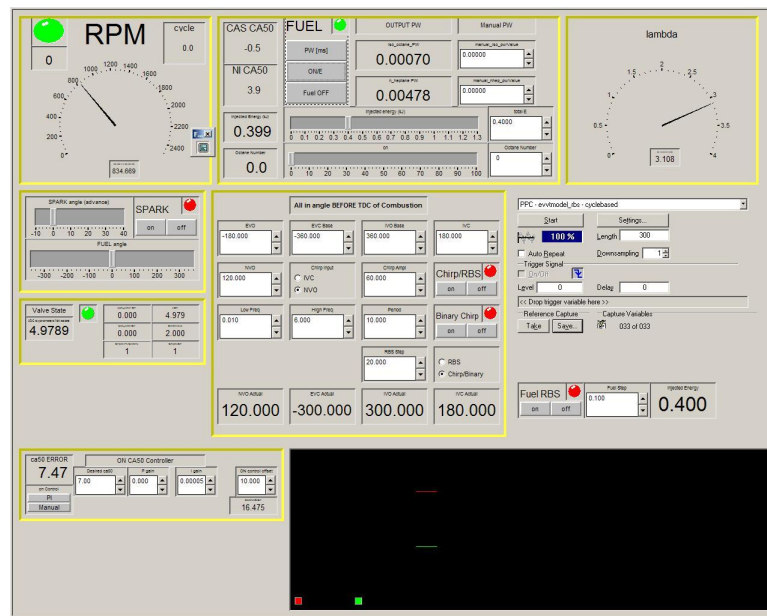 RPM
cycle
0.0
0
0
200
400
600
800
1000
1200
1400
2200
2400
834.669
CAS CA50
-0.5
NI CA50
3.9
Injected Energy (kJ)
0.399
Octane Number
0.0
FUEL
OUTPUT PW
Manual PW
PW [ms]
ON/E
Fuel OFF
iso_octane_PW
0.00070
0.00000
n_heptane_PW
0.00478
0.00000
Injected energy (kJ)
0 0.1 0.2 0.3 0.4 0.5 0.6 0.7 0.8 0.9 1 1.1 1.2 1.3
total E
0.4000
on
0 10 20 30 40 50 60 70 80 90 100
Octane Number
0
lambda
0
0.5
1
1.5
2
2.5
3
3.5
4
3.108
SPARK angle (advance)
-10 0 10 20 30 40
SPARK
on off
FUEL angle
-300 -200 -100 0 100 200 300
Valve State
4.9789
0.000 4.979
0.000 2.000
1 1
All in angle BEFORE TDC of Combustion
EVO EVC Base IVO Base IVC
-180.000 -360.000 360.000 180.000
NVO Chirp Input Chirp Ampl
120.000 IVC NVO 60.000
Chirp/RBS
on off
Low Freq. High Freq. Period
0.010 6.000 10.000
Binary Chirp
on off
RBS Step
20.000
RBS
Chirp/Binary
NVO Actual EVC Actual IVO Actual IVC Actual
120.000 -300.000 300.000 180.000
PPC - evvtmodel_rbs - cyclebased
Start Settings...
100 % Length 300
Auto Repeat Downsampling 1
Trigger Signal
On/Off
Level 0 Delay 0
<< Drop trigger variable here >>
Reference Capture Capture Variables
Take Save... 033 of 033
Fuel RBS
on off
Fuel Step
0.100
Injected Energy
0.400
ca50 ERROR
7.47
on Control
PI
Manual
ON CA50 Controller
Desired ca50 P gain I gain ON control offset
7.00 0.000 0.00005 10.000
16.475